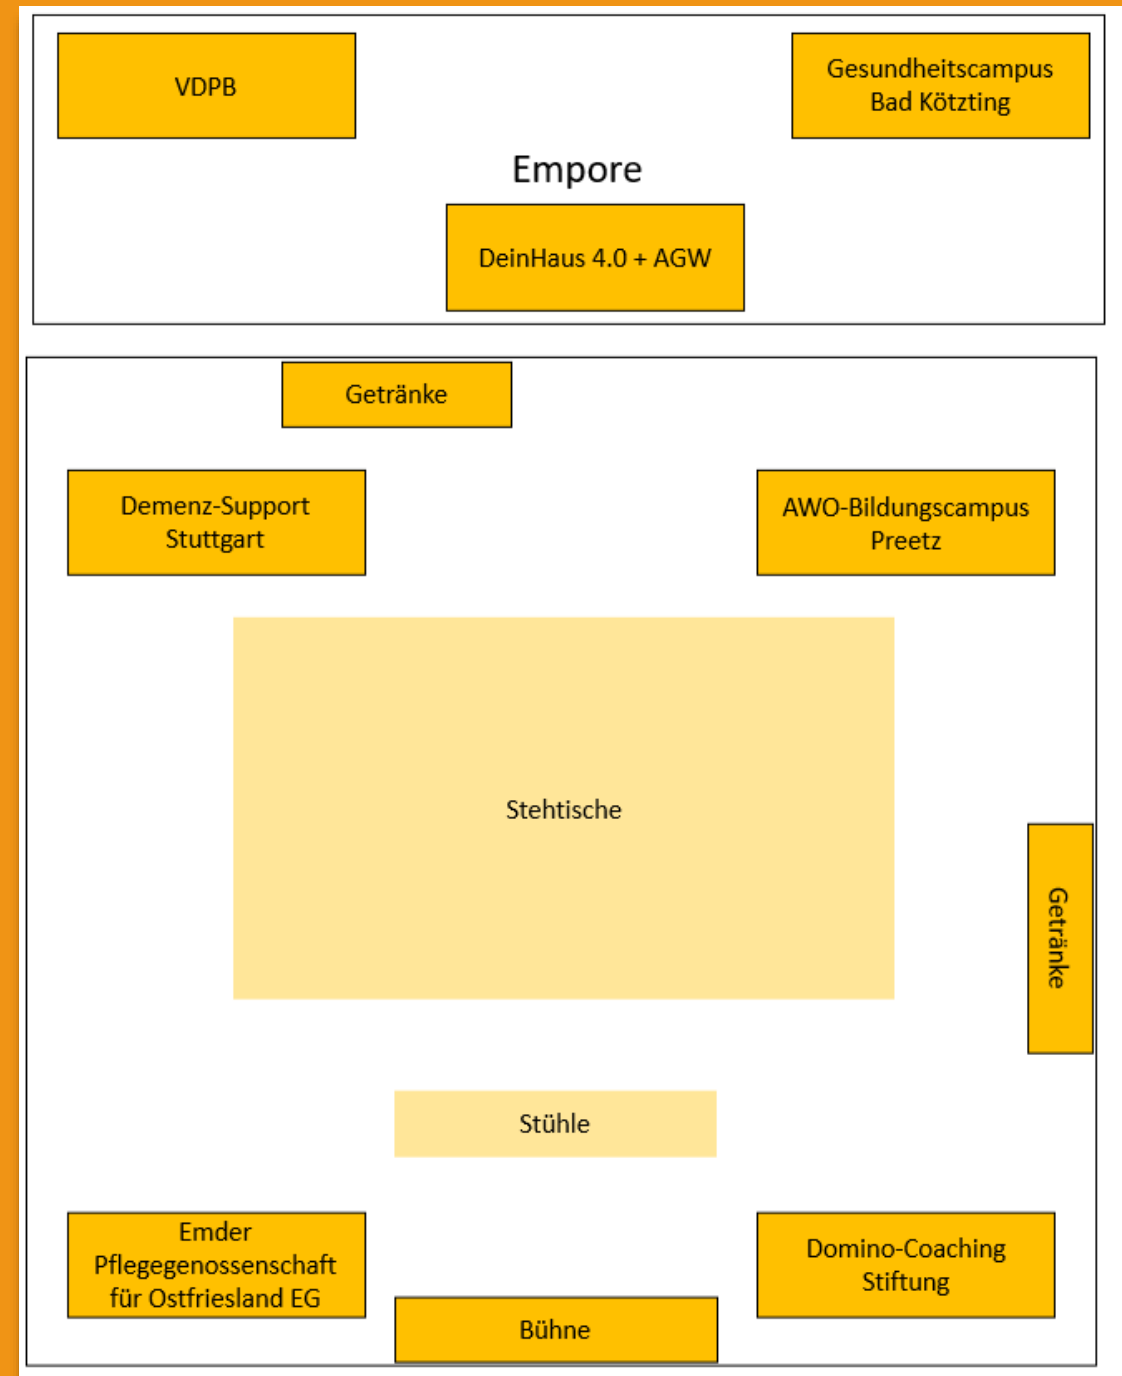 VDPB
Gesundheitscampus
Bad Kötzting
Empore
DeinHaus 4.0 + AGW
Getränke
Demenz-Support
Stuttgart
AWO-Bildungscampus
Preetz
Stehtische
Getränke
Stühle
Emder
Pflegegenossenschaft
für Ostfriesland EG
Domino-Coaching
Stiftung
Bühne